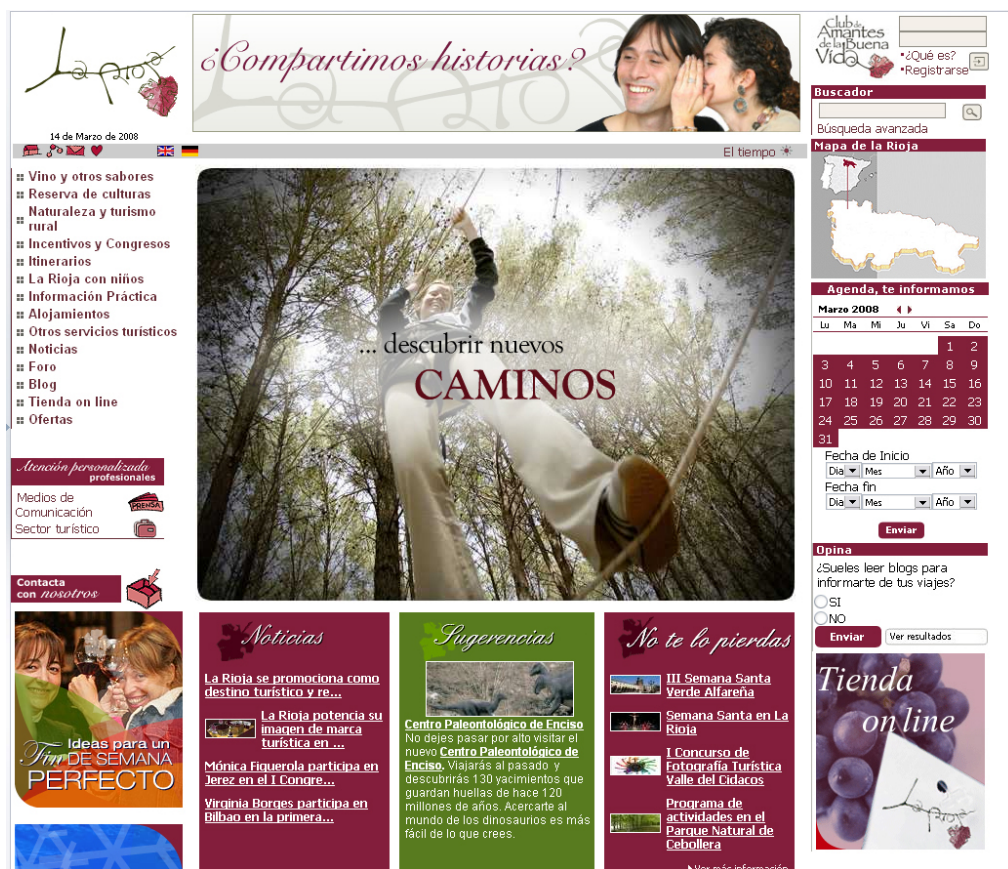 La Rioja
¿Compartimos historias?
Club de
Amantes
de la Buena
Vida
•¿Qué es?
•Registrarse
14 de Marzo de 2008
El tiempo
Buscador
Búsqueda avanzada
Mapa de la Rioja
Vino y otros sabores
Reserva de culturas
Naturaleza y turismo
rural
Incentivos y Congresos
Itinerarios
La Rioja con niños
Información Práctica
Alojamientos
Otros servicios turísticos
Noticias
Foro
Blog
Tienda on line
Ofertas
Atención personalizada
profesionales
Medios de
Comunicación
PRENSA
Sector turístico
Contacta
con nosotros
Ideas para un
Fin DE SEMANA
PERFECTO
... descubrir nuevos
CAMINOS
Noticias
La Rioja se promociona como
destino turístico y re...
La Rioja potencia su
imagen de marca
turística en ...
Mónica Figuerola participa en
Jerez en el I Congre...
Virginia Borges participa en
Bilbao en la primera...
Sugerencias
Centro Paleontológico de Enciso
No dejes pasar por alto visitar el
nuevo Centro Paleontológico de
Enciso. Viajarás al pasado y
descubrirás 130 yacimientos que
guardan huellas de hace 120
millones de años. Acercarte al
mundo de los dinosaurios es más
fácil de lo que crees.
No te lo pierdas
III Semana Santa
Verde Alfareña
Semana Santa en La
Rioja
I Concurso de
Fotografía Turística
Valle del Cidacos
Programa de
actividades en el
Parque Natural de
Cebollera
Ver más información
Agenda, te informamos
Marzo 2008
Lu Ma Mi Ju Vi Sa Do
1 2
3 4 5 6 7 8 9
10 11 12 13 14 15 16
17 18 19 20 21 22 23
24 25 26 27 28 29 30
31
Fecha de Inicio
Dia Mes Año
Fecha fin
Dia Mes Año
Enviar
Opina
¿Sueles leer blogs para
informarte de tus viajes?
SI
NO
Enviar Ver resultados
Tienda
on line
La Rioja